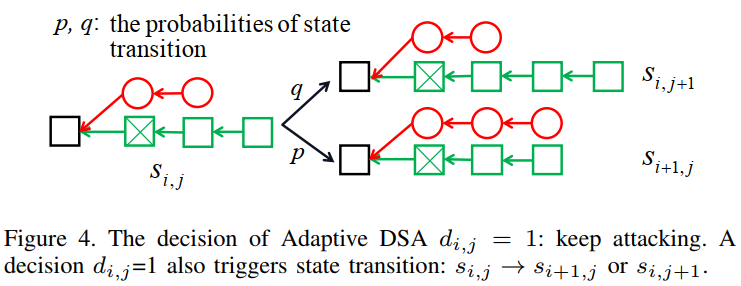 p, q: the probabilities of state
transition
q
s_{i,j+1}
p
s_{i,j}
s_{i+1,j}
Figure 4. The decision of Adaptive DSA d_{i,j} = 1: keep attacking. A
decision d_{i,j}=1 also triggers state transition: s_{i,j} → s_{i+1,j} or s_{i,j+1}.